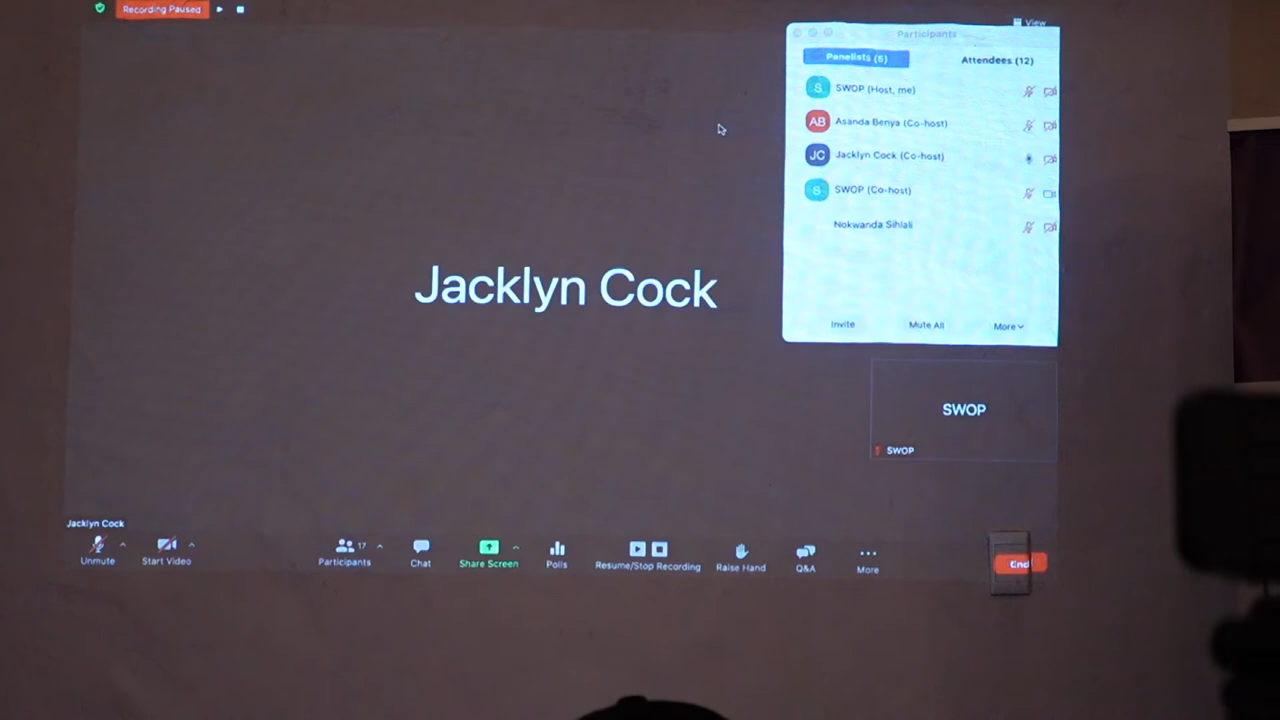 Recording Paused
View
Participants
Panelists (5)
Attendees (12)
S
SWOP (Host, me)
AB
Asanda Benya (Co-host)
JC
Jacklyn Cock (Co-host)
S
SWOP (Co-host)
Nokwanda Sihlali
Invite
Mute All
More
Jacklyn Cock
SWOP
SWOP
Jacklyn Cock
Unmute
Start Video
17
Participants
Chat
Share Screen
Polls
Resume/Stop Recording
Raise Hand
Q&A
More
End